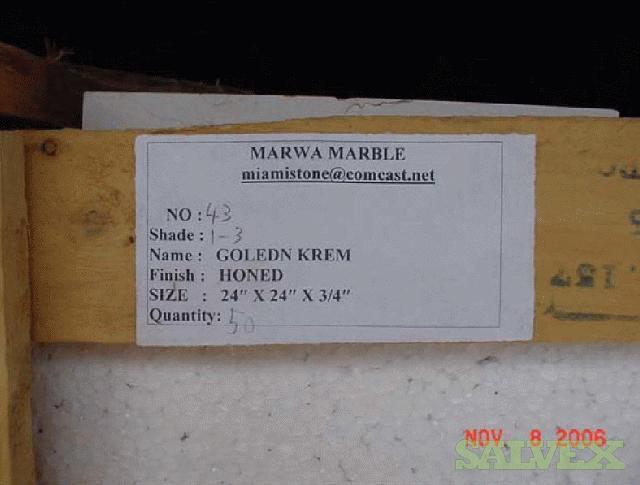 MARWA MARBLE
miamistone@comcast.net
NO : 43
Shade : 1-3
Name : GOLEDN KREM
Finish : HONED
SIZE : 24" X 24" X 3/4"
Quantity: 50
NOV. 8 2006
SALVEX